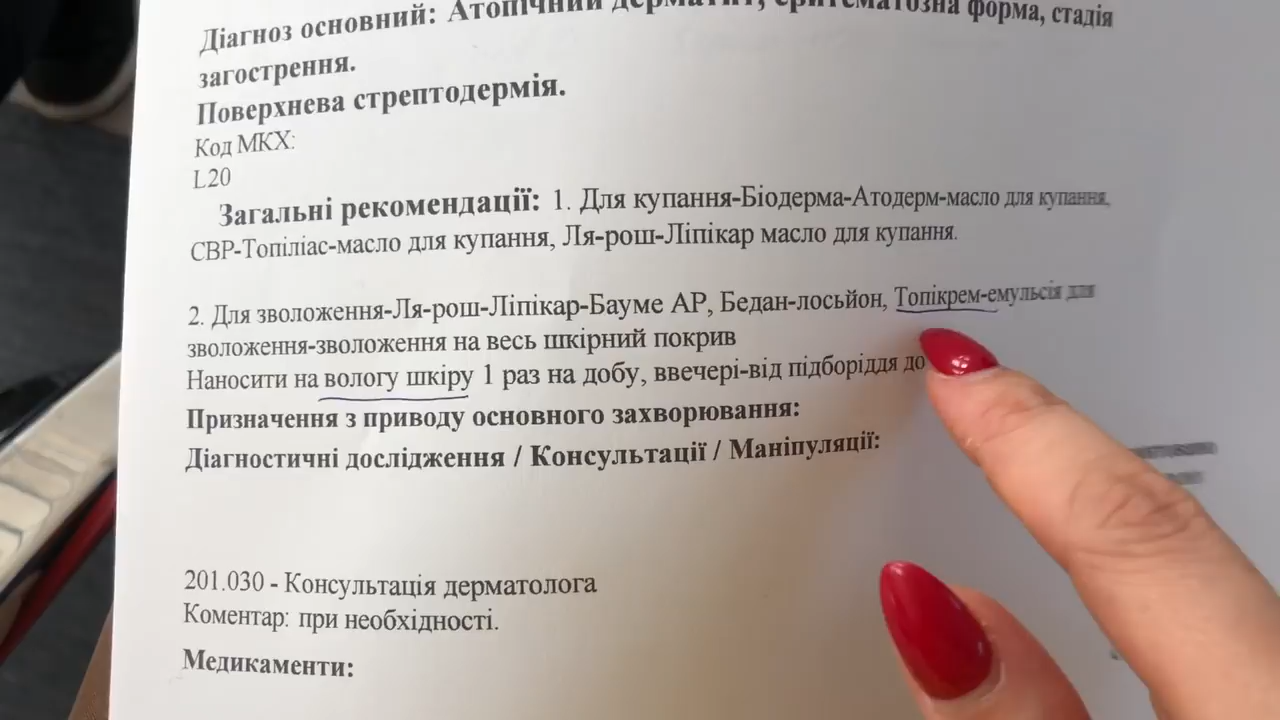 Діагноз основний: Атопічний дерматит, еритематозна форма, стадія
загострення.
Поверхнева стрептодермія.
Код МКХ:
L20
Загальні рекомендації: 1. Для купання-Біодерма-Атодерм-масло для купання,
СВР-Топіліас-масло для купання, Ля-рош-Ліпікар масло для купання.
2. Для зволоження-Ля-рош-Ліпікар-Бауме АР, Бедан-лосьйон, Топікрем-емульсія для
зволоження-зволоження на весь шкірний покрив
Наносити на вологу шкіру 1 раз на добу, ввечері-від підборіддя до
Призначення з приводу основного захворювання:
Діагностичні дослідження / Консультації / Маніпуляції:
201.030 - Консультація дерматолога
Коментар: при необхідності.
Медикаменти: